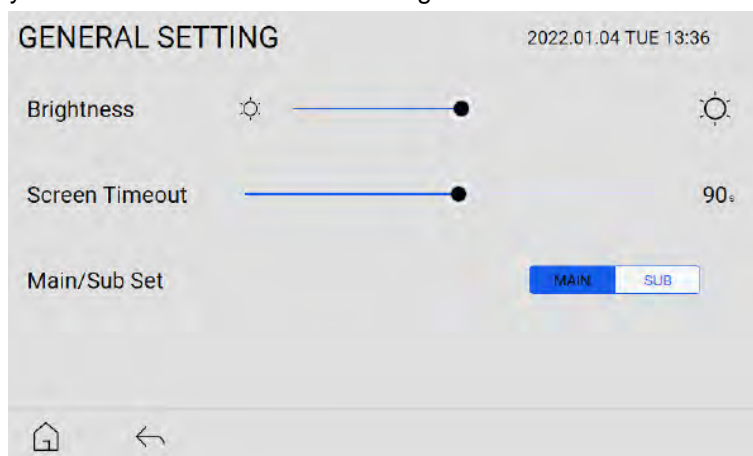 GENERAL SETTING
2022.01.04 TUE 13:36
Brightness
Screen Timeout
90s
Main/Sub Set
MAIN
SUB